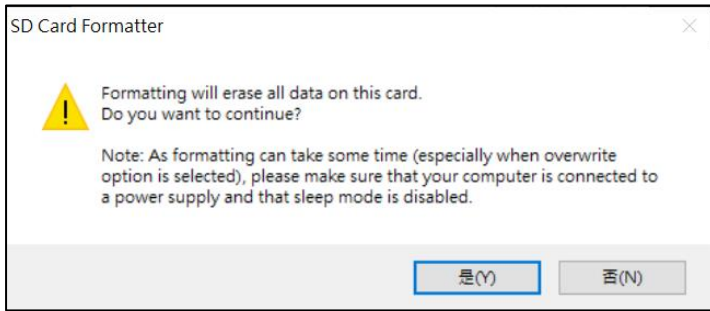 SD Card Formatter
Formatting will erase all data on this card.
Do you want to continue?
Note: As formatting can take some time (especially when overwrite
option is selected), please make sure that your computer is connected to
a power supply and that sleep mode is disabled.
是(Y) 否(N)